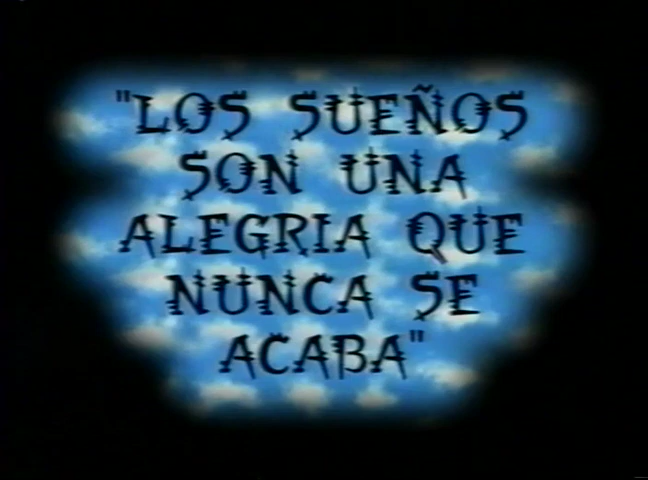 "LOS SUEÑOS
SON UNA
ALEGRIA QUE
NUNCA SE
ACABA"